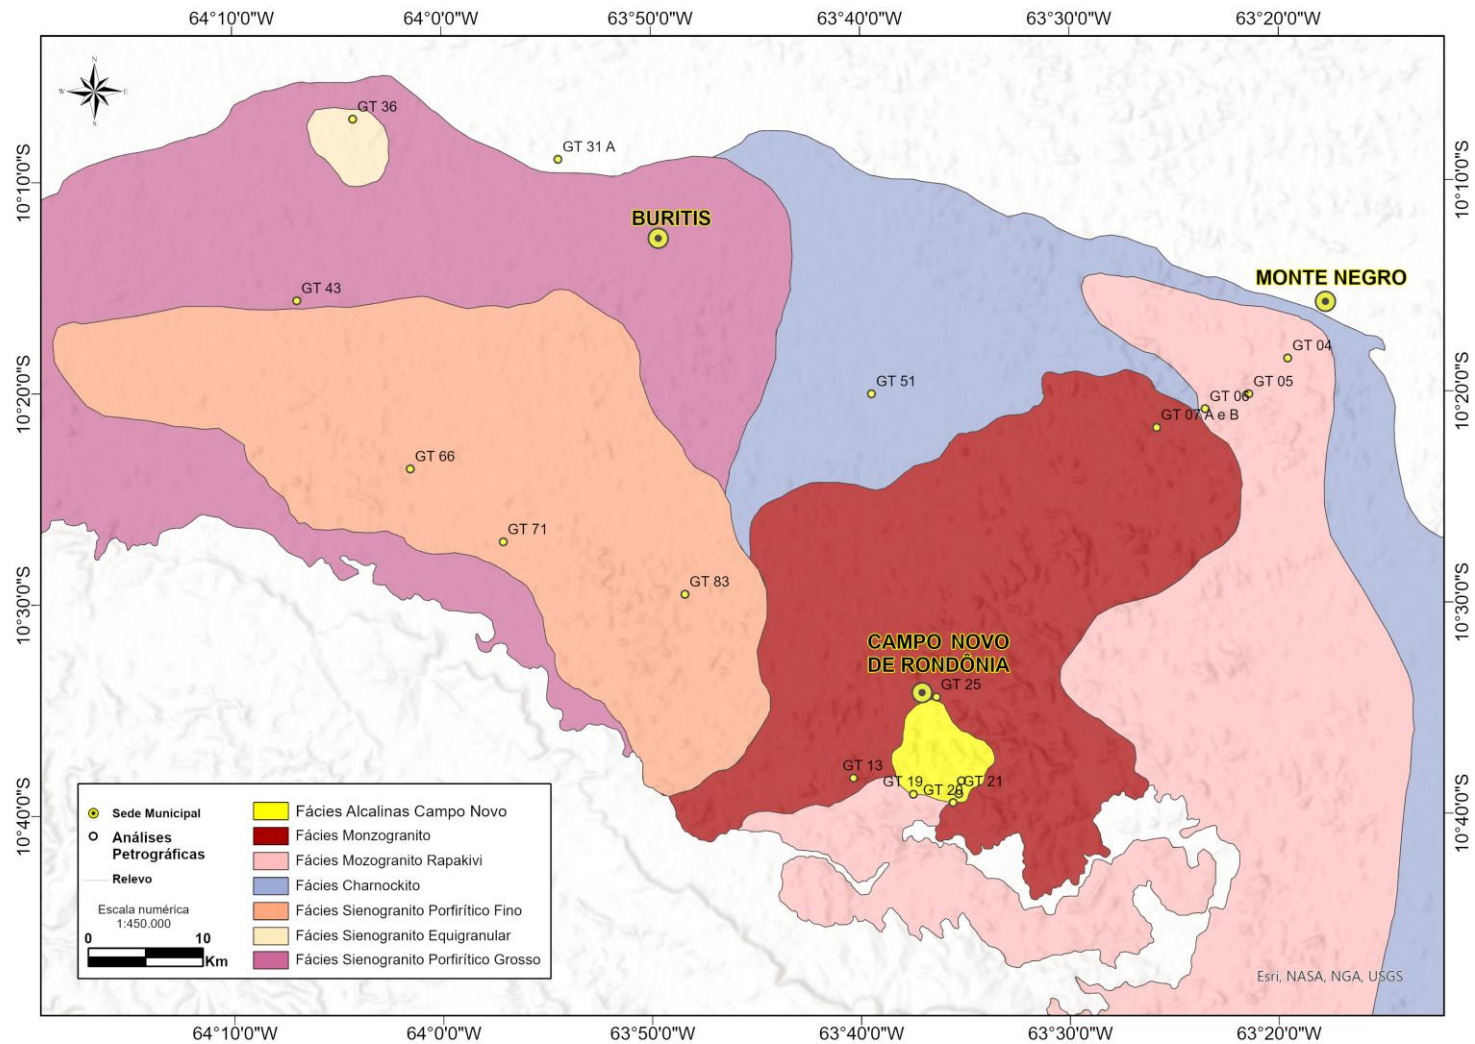 64°10'0"W 64°0'0"W 63°50'0"W 63°40'0"W 63°30'0"W 63°20'0"W
N
W E
S
GT 36
GT 31 A
10°10'0"S 10°10'0"S
BURITIS
GT 43
MONTE NEGRO
GT 04
GT 51
GT 05
10°20'0"S 10°20'0"S
GT 06
GT 07 A e B
GT 66
GT 71
GT 83
10°30'0"S 10°30'0"S
CAMPO NOVO
DE RONDÔNIA
GT 25
GT 13
GT 19
GT 21
GT 20
10°40'0"S 10°40'0"S
Sede Municipal
Análises
Petrográficas
Relevo
Escala numérica
1:450.000
0 10
Km
Fácies Alcalinas Campo Novo
Fácies Monzogranito
Fácies Mozogranito Rapakivi
Fácies Charnockito
Fácies Sienogranito Porfirítico Fino
Fácies Sienogranito Equigranular
Fácies Sienogranito Porfirítico Grosso
Esri, NASA, NGA, USGS
64°10'0"W 64°0'0"W 63°50'0"W 63°40'0"W 63°30'0"W 63°20'0"W